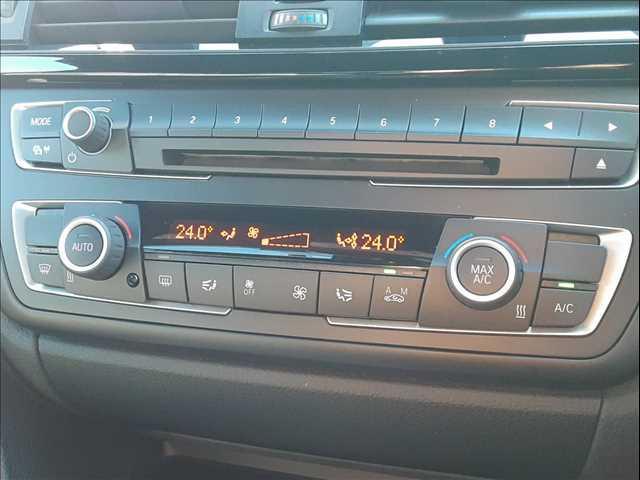 MODE 1 2 3 4 5 6 7 8
24.0° 24.0°
AUTO MAX A/C
OFF A M A/C